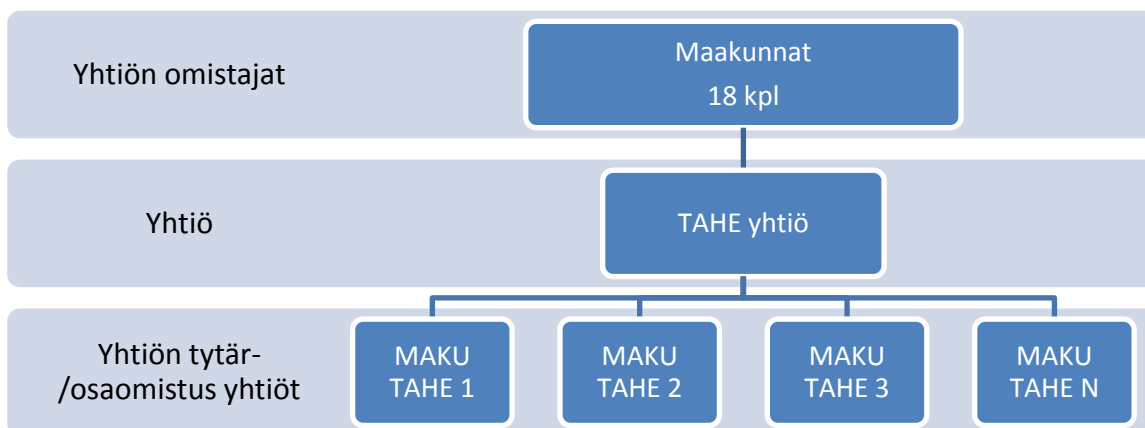 Yhtiön omistajat
Maakunnat
18 kpl
Yhtiö
TAHE yhtiö
Yhtiön tytär-
/osaomistus yhtiöt
MAKU
TAHE 1
MAKU
TAHE 2
MAKU
TAHE 3
MAKU
TAHE N